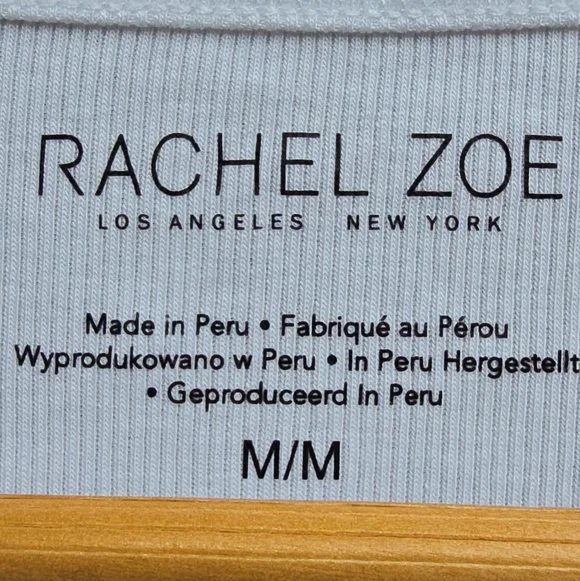 RACHEL ZOE
LOS ANGELES NEW YORK
Made in Peru • Fabriqué au Pérou
Wyprodukowano w Peru • In Peru Hergestellt
• Geproduceerd In Peru
M/M